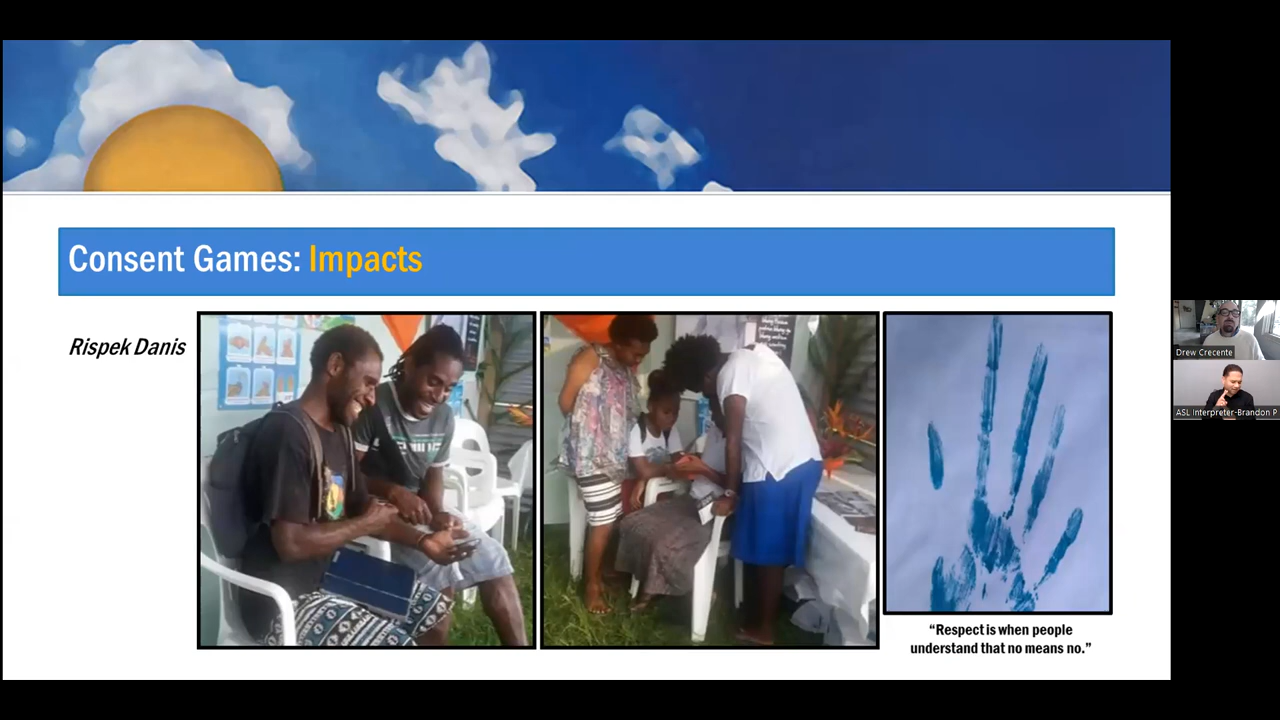 Consent Games: Impacts
Rispek Danis
“Respect is when people
understand that no means no.”
Drew Crecente
ASL Interpreter-Brandon P